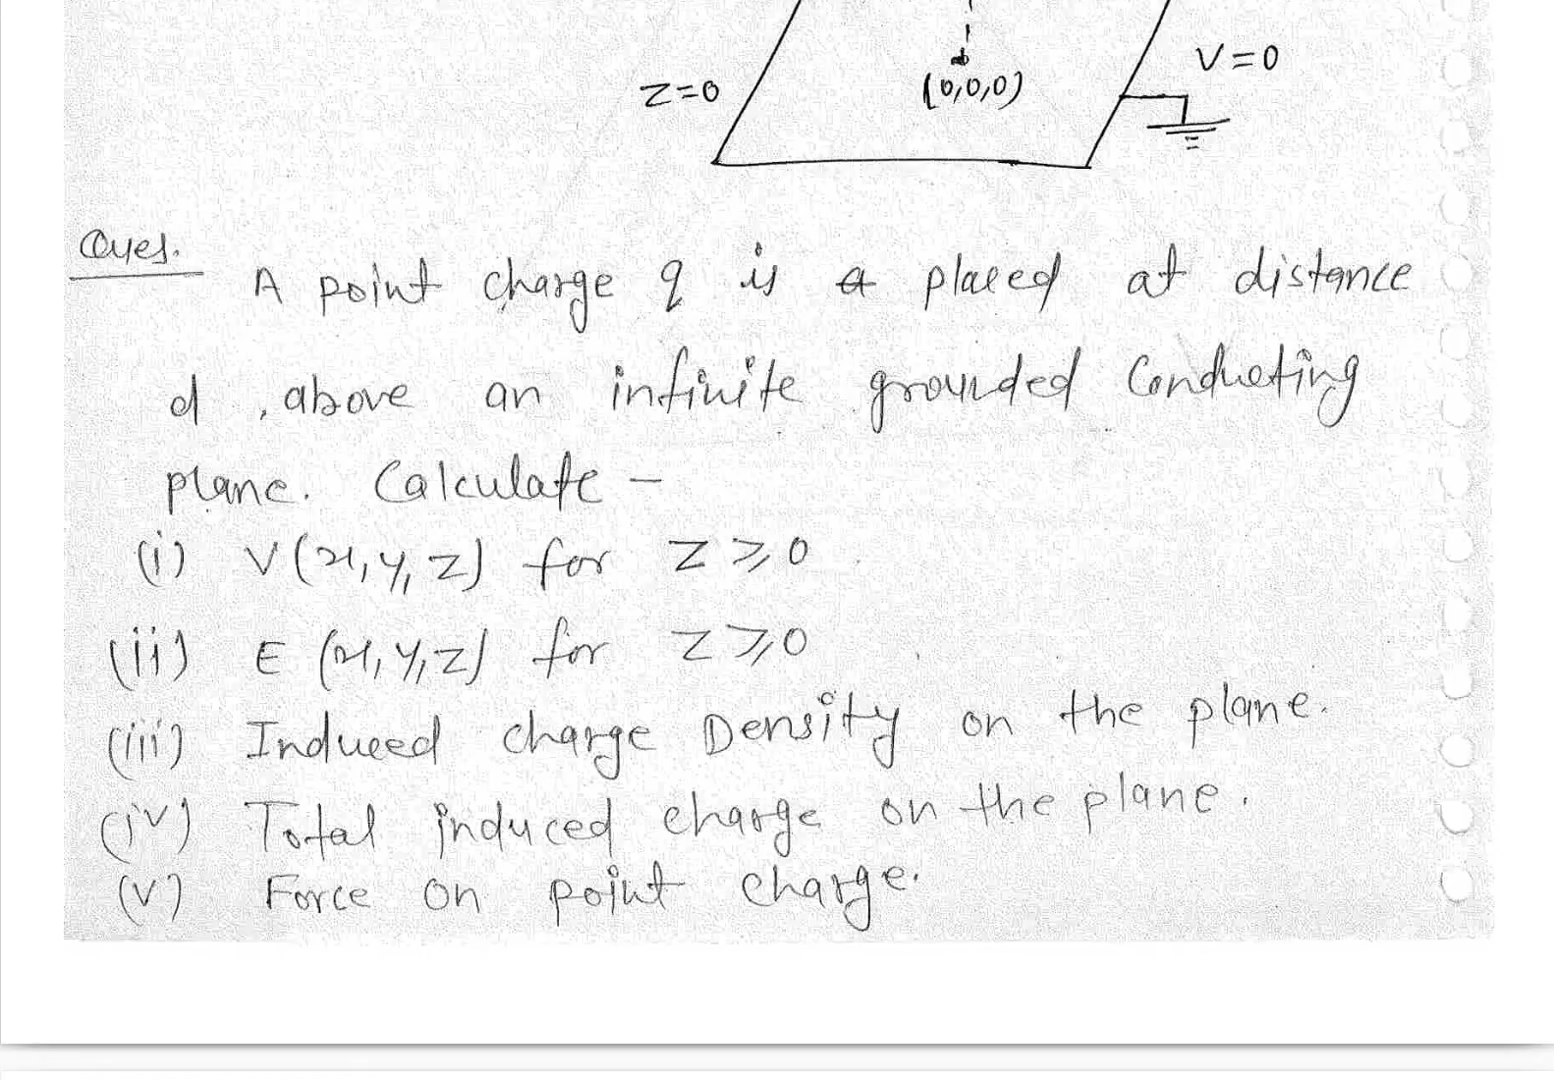 V=0
Z=0
(0,0,0)
Ques.
A point charge q is a placed at distance
d, above an infinite grounded Conducting
plane. Calculate -
(i) V(x,y,z) for Z ⩾ 0
(ii) E (x,y,z) for Z ⩾ 0
(iii) Induced charge Density on the plane.
(iv) Total induced charge on the plane.
(v) Force on point charge.